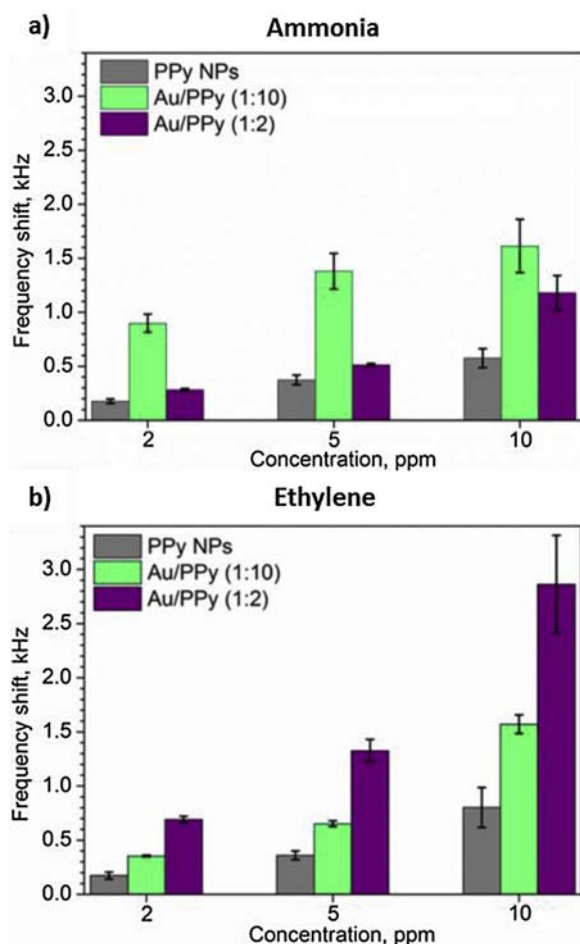 a) Ammonia
PPy NPs
Au/PPy (1:10)
Au/PPy (1:2)
Frequency shift, kHz
3.0
2.5
2.0
1.5
1.0
0.5
0.0
2 5 10
Concentration, ppm
b) Ethylene
PPy NPs
Au/PPy (1:10)
Au/PPy (1:2)
Frequency shift, kHz
3.0
2.5
2.0
1.5
1.0
0.5
0.0
2 5 10
Concentration, ppm